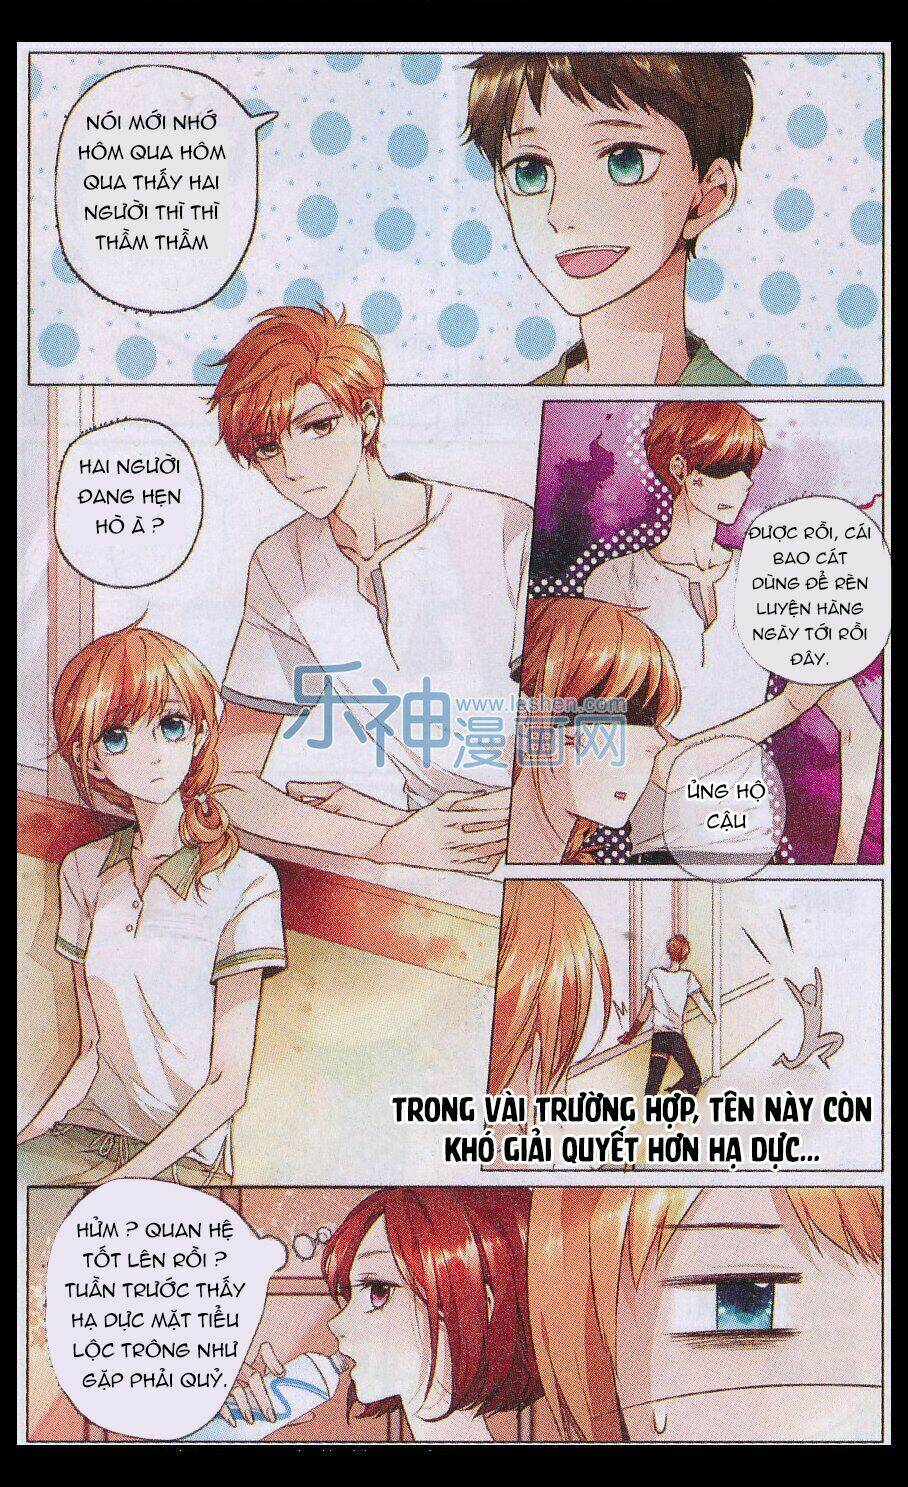 NÓI MỚI NHỚ
HÔM QUA HÔM
QUA THẤY HAI
NGƯỜI THÌ THÌ
THẦM THẦM
HAI NGƯỜI
ĐANG HẸN
HÒ À ?
ĐƯỢC RỒI, CÁI
BAO CÁT
DÙNG ĐỂ RÈN
LUYỆN HÀNG
NGÀY TỚI RỒI
ĐÂY.
ỦNG HỘ
CẬU
乐神漫画网
www.leshen.com
TRONG VÀI TRƯỜNG HỢP, TÊN NÀY CÒN
KHÓ GIẢI QUYẾT HƠN HẠ DỰC...
HỬM ? QUAN HỆ
TỐT LÊN RỒI ?
TUẦN TRƯỚC THẤY
HẠ DỰC MẶT TIỂU
LỘC TRÔNG NHƯ
GẶP PHẢI QUỶ.